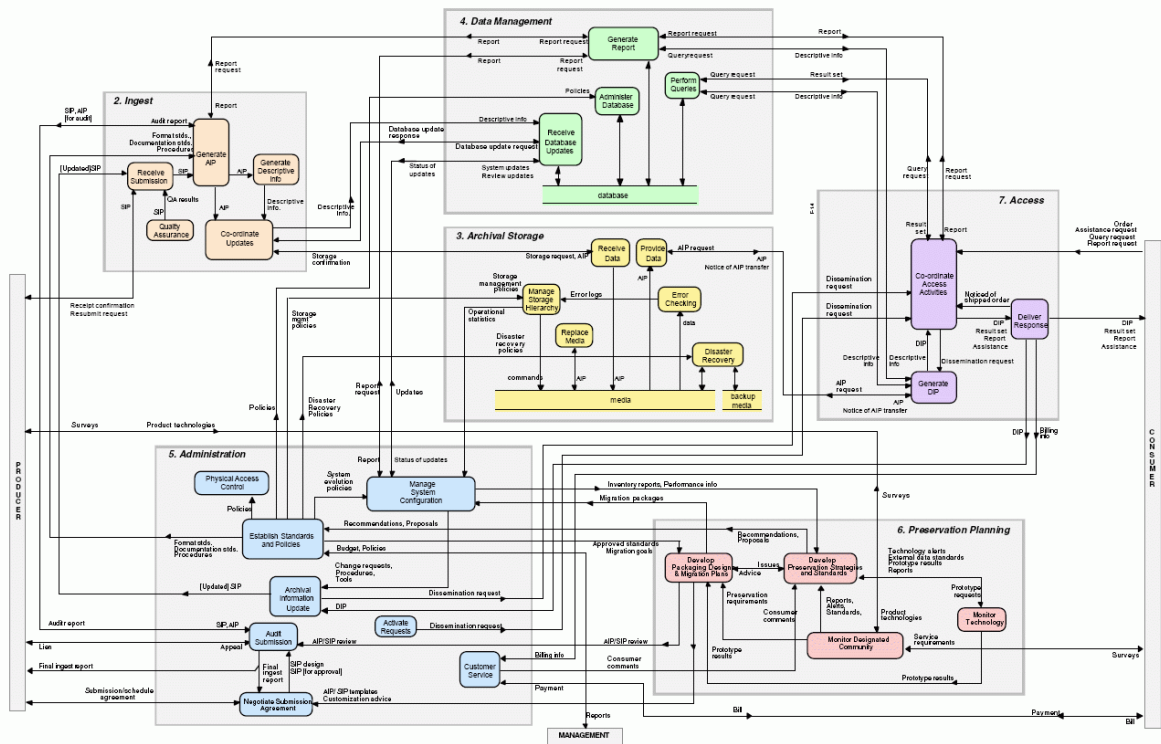 4. Data Management
Generate
Report
Report
Report request
Report request
Report
Report
Report
request
Queryrequest
Descriptive info
Perform
Queries
Query request
Result set
Query request
Descriptive info
Policies
Administer
Database
Receive
Database
Updates
Descriptive info
Database update
response
Database update request
Status of
updates
System updates
Review updates
database
Report
request
Report
2. Ingest
SIP, AIP
[for audit]
Audit report
Format stds.,
Documentation stds.
Procedures
Generate
AIP
Generate
Descriptive
Info
[Updated]SIP
Receive
Submission
SIP
AIP
SIP
QA results
SIP
AIP
Descriptive
Info.
Quality
Assurance
Co-ordinate
Updates
Descriptive
Info.
Storage
confirmation
Receipt confirmation
Resubmit request
3. Archival Storage
Receive
Data
Provide
Data
Storage request, AIP
AIP request
AIP
Notice of AIP transfer
AIP
Storage
management
policies
Manage
Storage
Hierarchy
Error logs
Error
Checking
Operational
statistics
Replace
Media
data
Disaster
recovery
policies
Disaster
Recovery
commands
AIP
AIP
media
backup
media
Storage
mgmt
policies
Report
request
Updates
Policies
Disaster
Recovery
Policies
7. Access
Query
request
Report
request
Result
set
Report
Order
Assistance request
Query request
Report request
Co-ordinate
Access
Activities
Dissemination
request
Dissemination
request
Noticed of
shipped order
Deliver
Response
DIP
Result set
Report
Assistance
DIP
Result set
Report
Assistance
DIP
Descriptive
Info
Descriptive
Info
Dissemination request
Generate
DIP
AIP
request
AIP
Notice of AIP transfer
DIP
Billing
info
Surveys
Product technologies
PRODUCER
CONSUMER
5. Administration
Physical Access
Control
Policies
System
evolution
policies
Report
Status of updates
Manage
System
Configuration
Inventory reports, Performance info
Migration packages
Surveys
Establish Standards
and Policies
Recommendations, Proposals
Budget, Policies
Format stds.
Documentation stds.
Procedures
Approved standards
Migration goals
Change requests,
Procedures,
Tools
[Updated] SIP
Archival
Information
Update
Dissemination request
DIP
Activate
Requests
Dissemination request
Audit report
SIP, AIP
Audit
Submission
Appeal
Lien
AIP/SIP review
AIP/SIP review
Final ingest report
Final
ingest
report
SIP design
SIP [for approval]
Submission/schedule
agreement
Negotiate Submission
Agreement
AIP/ SIP templates
Customization advice
Customer
Service
Billing info
Consumer
comments
Payment
Reports
MANAGEMENT
Bill
Payment
Bill
6. Preservation Planning
Recommendations,
Proposals
Develop
Packaging Designs
& Migration Plans
Issues
Advice
Develop
Preservation Strategies
and Standards
Technology alerts
External data standards
Prototype results
Reports
Preservation
requirements
Consumer
comments
Reports,
Alerts,
Standards,
Product
technologies
Prototype
requests
Monitor
Technology
Monitor Designated
Community
Service
requirements
Surveys
Prototype
results
Prototype results